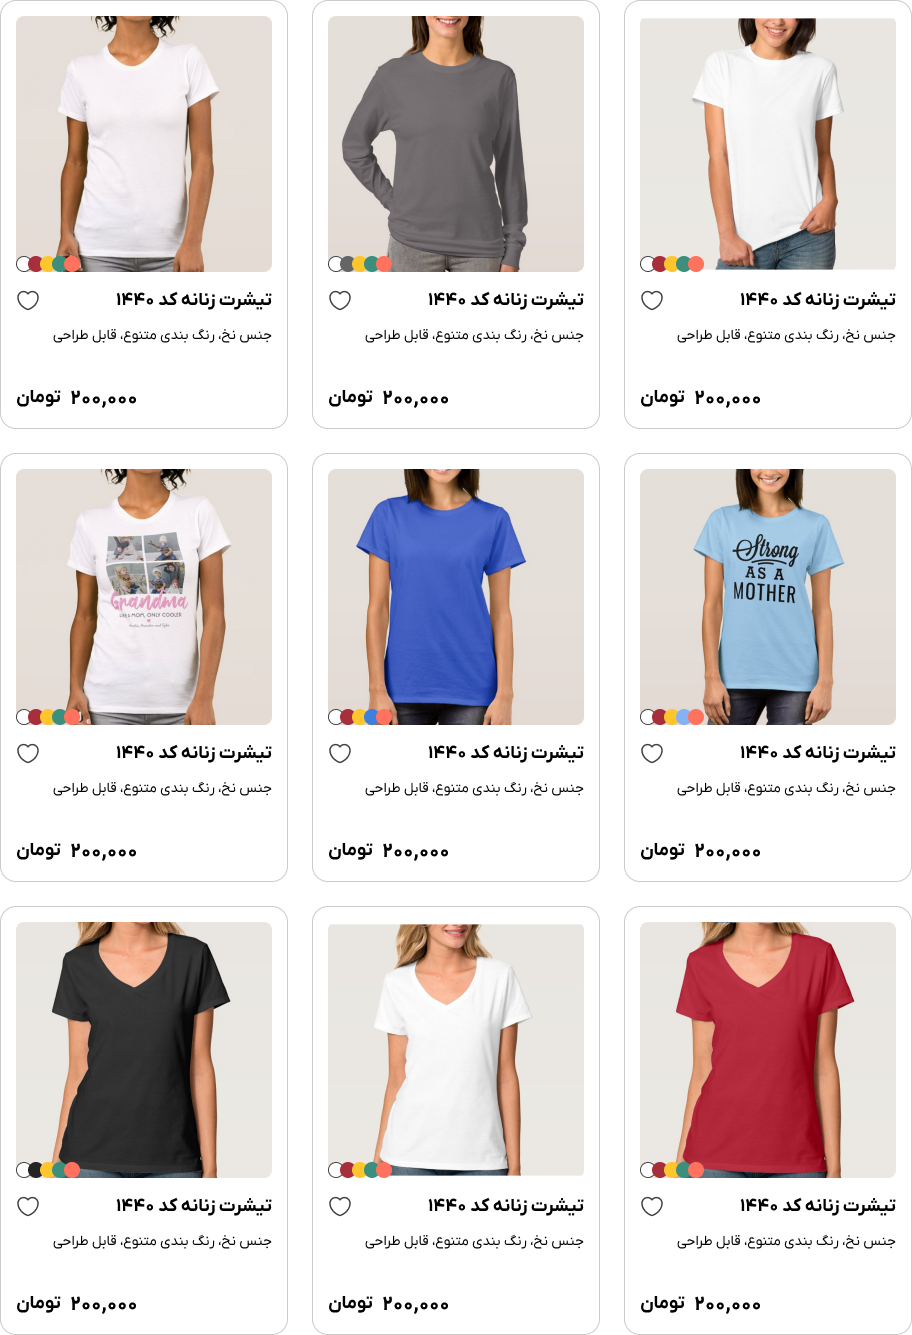 تیشرت زنانه کد ۱۴۴۰
جنس نخ، رنگ بندی متنوع، قابل طراحی
۲۰۰,۰۰۰ تومان
تیشرت زنانه کد ۱۴۴۰
جنس نخ، رنگ بندی متنوع، قابل طراحی
۲۰۰,۰۰۰ تومان
تیشرت زنانه کد ۱۴۴۰
جنس نخ، رنگ بندی متنوع، قابل طراحی
۲۰۰,۰۰۰ تومان
Strong
AS A
MOTHER
تیشرت زنانه کد ۱۴۴۰
جنس نخ، رنگ بندی متنوع، قابل طراحی
۲۰۰,۰۰۰ تومان
تیشرت زنانه کد ۱۴۴۰
جنس نخ، رنگ بندی متنوع، قابل طراحی
۲۰۰,۰۰۰ تومان
Grandma
LIKE A MOM, ONLY COOLER
تیشرت زنانه کد ۱۴۴۰
جنس نخ، رنگ بندی متنوع، قابل طراحی
۲۰۰,۰۰۰ تومان
تیشرت زنانه کد ۱۴۴۰
جنس نخ، رنگ بندی متنوع، قابل طراحی
۲۰۰,۰۰۰ تومان
تیشرت زنانه کد ۱۴۴۰
جنس نخ، رنگ بندی متنوع، قابل طراحی
۲۰۰,۰۰۰ تومان
تیشرت زنانه کد ۱۴۴۰
جنس نخ، رنگ بندی متنوع، قابل طراحی
۲۰۰,۰۰۰ تومان